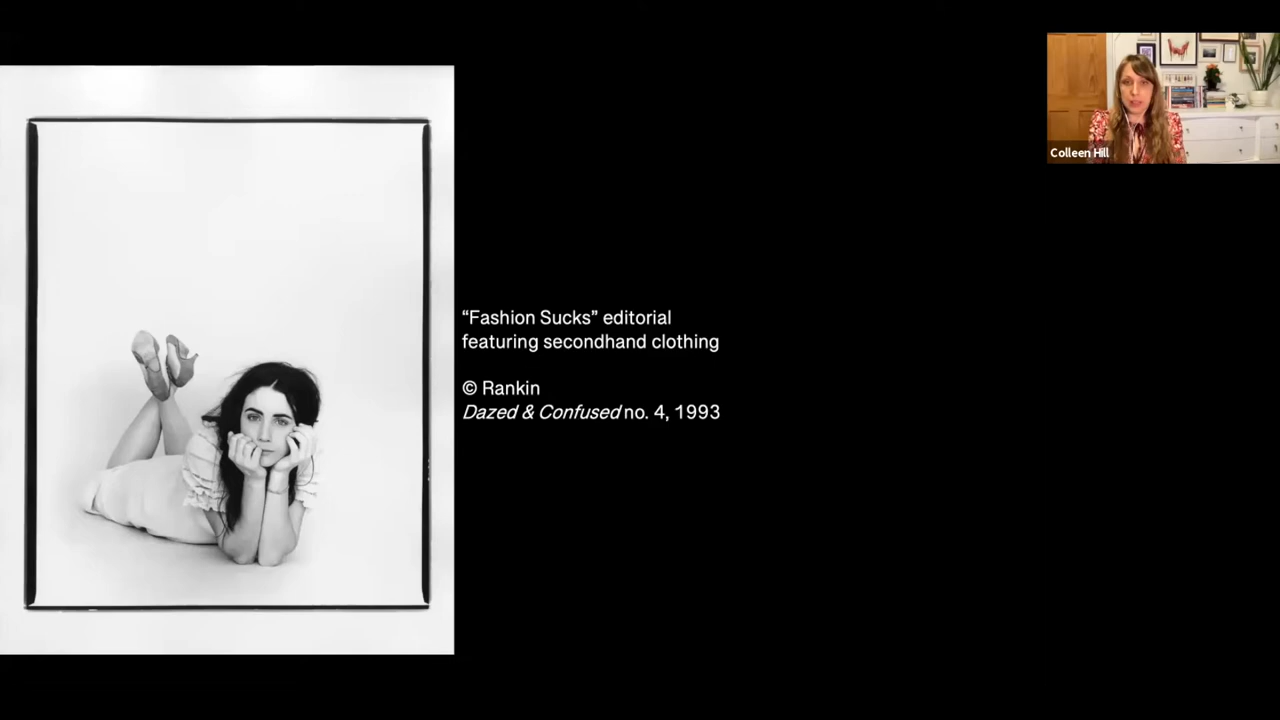 “Fashion Sucks” editorial
featuring secondhand clothing
© Rankin
Dazed & Confused no. 4, 1993
Colleen Hill